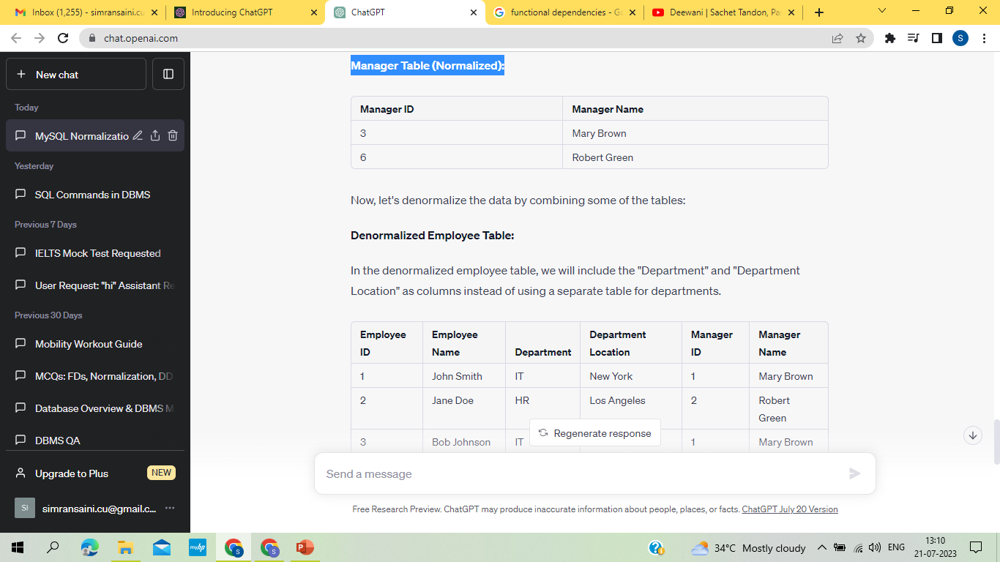 Inbox (1,255) - simransaini.cu
Introducing ChatGPT
ChatGPT
functional dependencies - Go
Deewani | Sachet Tandon, Pa
chat.openai.com
S
+ New chat
Today
MySQL Normalizatio
Yesterday
SQL Commands in DBMS
Previous 7 Days
IELTS Mock Test Requested
User Request: "hi" Assistant Re
Previous 30 Days
Mobility Workout Guide
MCQs: FDs, Normalization, DD
Database Overview & DBMS M
DBMS QA
Upgrade to Plus NEW
SI simransaini.cu@gmail.c... ...
Manager Table (Normalized):
Manager ID Manager Name
3 Mary Brown
6 Robert Green
Now, let's denormalize the data by combining some of the tables:
Denormalized Employee Table:
In the denormalized employee table, we will include the "Department" and "Department
Location" as columns instead of using a separate table for departments.
Employee Employee Department Manager Manager
ID Name Department Location ID Name
1 John Smith IT New York 1 Mary Brown
2 Jane Doe HR Los Angeles 2 Robert
Green
3 Bob Johnson IT 1 Mary Brown
Regenerate response
Send a message
Free Research Preview. ChatGPT may produce inaccurate information about people, places, or facts. ChatGPT July 20 Version
myhp
S
S
P
34°C Mostly cloudy
ENG
13:10
21-07-2023